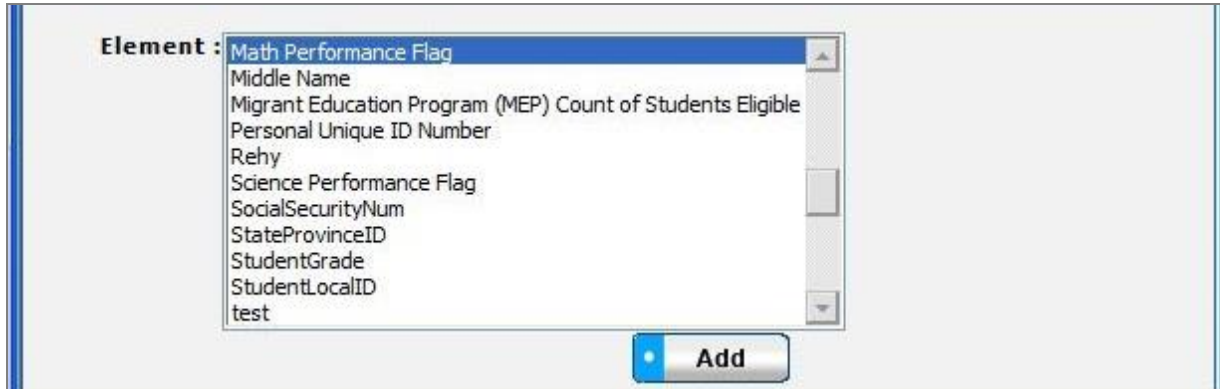 Element : Math Performance Flag
Middle Name
Migrant Education Program (MEP) Count of Students Eligible
Personal Unique ID Number
Rehy
Science Performance Flag
SocialSecurityNum
StateProvinceID
StudentGrade
StudentLocalID
test
Add